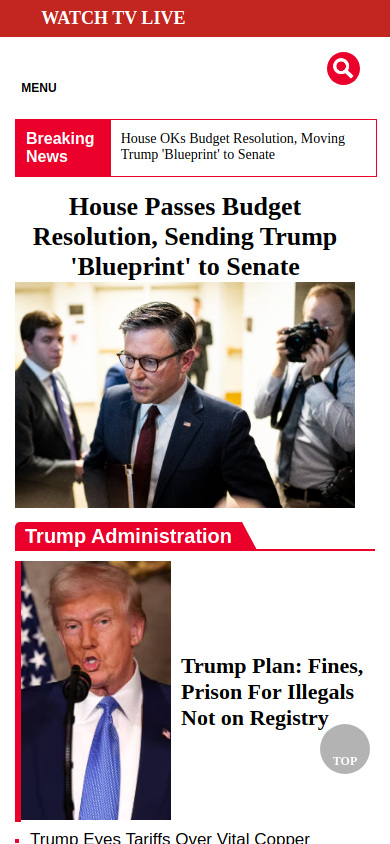 WATCH TV LIVE
MENU
Breaking
News
House OKs Budget Resolution, Moving
Trump 'Blueprint' to Senate
House Passes Budget
Resolution, Sending Trump
'Blueprint' to Senate
Trump Administration
Trump Plan: Fines,
Prison For Illegals
Not on Registry
TOP
Trump Eyes Tariffs Over Vital Copper